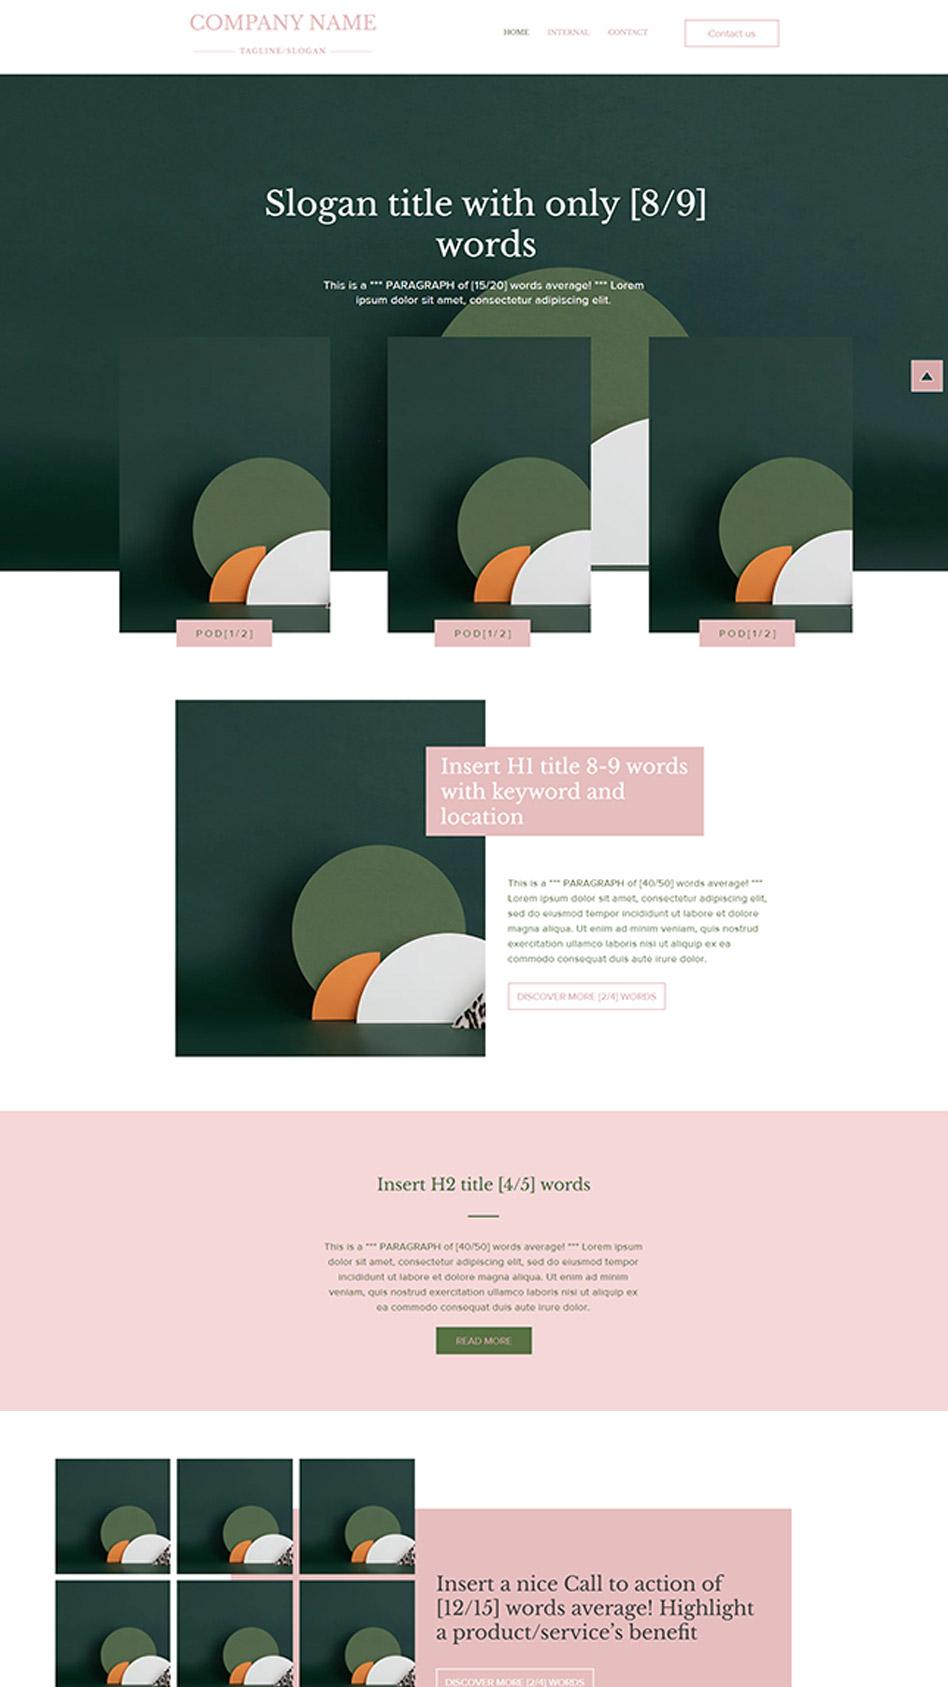 COMPANY NAME
TAGLINE/SLOGAN
HOME INTERNAL CONTACT Contact us
Slogan title with only [8/9]
words
This is a *** PARAGRAPH of [15/20] words average! *** Lorem
ipsum dolor sit amet, consectetur adipiscing elit.
POD[1/2] POD[1/2] POD[1/2]
Insert H1 title 8-9 words
with keyword and
location
This is a *** PARAGRAPH of [40/50] words average! ***
Lorem ipsum dolor sit amet, consectetur adipiscing elit,
sed do eiusmod tempor incididunt ut labore et dolore
magna aliqua. Ut enim ad minim veniam, quis nostrud
exercitation ullamco laboris nisi ut aliquip ex ea
commodo consequat duis aute irure dolor.
DISCOVER MORE [2/4] WORDS
Insert H2 title [4/5] words
This is a *** PARAGRAPH of [40/50] words average! *** Lorem ipsum
dolor sit amet, consectetur adipiscing elit, sed do eiusmod tempor
incididunt ut labore et dolore magna aliqua. Ut enim ad minim
veniam, quis nostrud exercitation ullamco laboris nisi ut aliquip ex
ea commodo consequat duis aute irure dolor.
READ MORE
Insert a nice Call to action of
[12/15] words average! Highlight
a product/service's benefit
DISCOVER MORE [2/4] WORDS